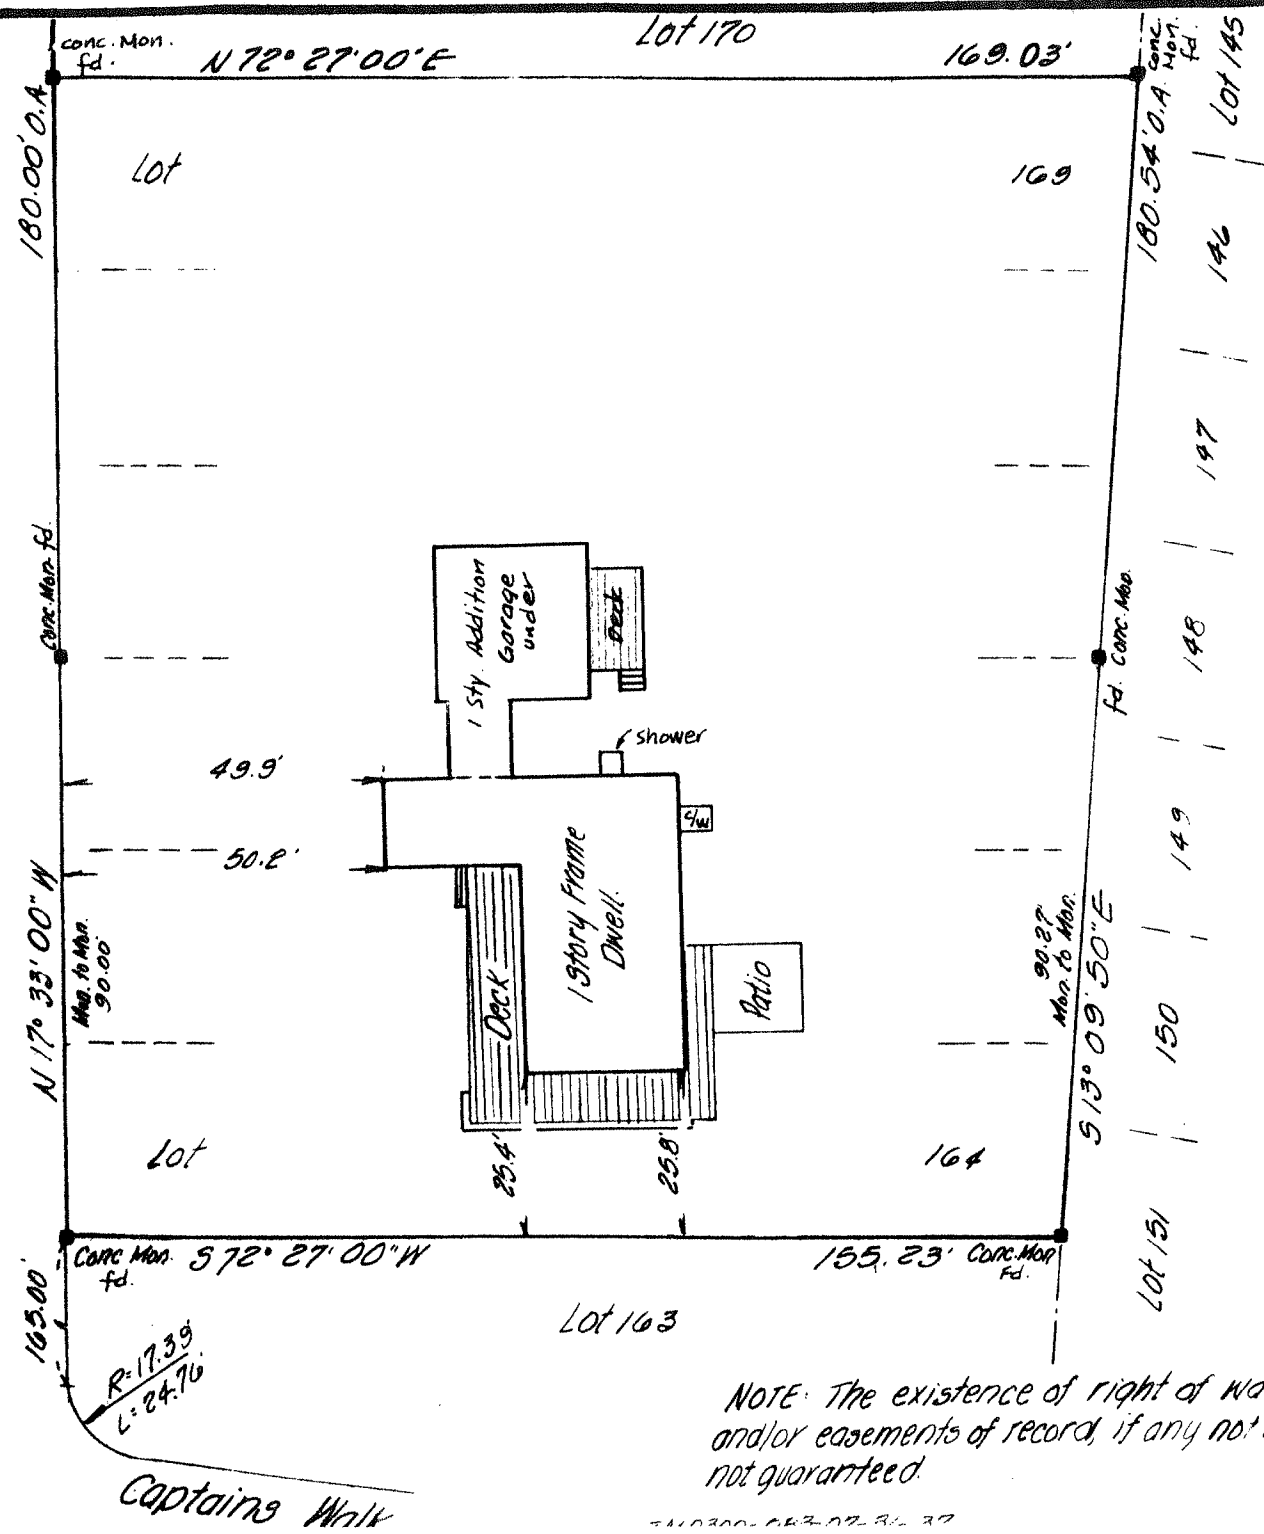 Lot 170
conc. Mon.
fd.
N 72° 27' 00" E
169.03'
conc.
Mon.
fd.
Lot 145
180.00' O.A
180.54' O.A.
Lot
169
146
147
Conc. Mon. fd.
1 Sty. Addition
Garage
under
Deck
fd. Conc. Mon.
148
shower
49.9'
c/w
149
50.2'
1 Story Frame
Dwell.
N 17° 33' 00" W
Mon. to Mon.
90.00'
Deck
Patio
90.27'
Mon. to Mon.
S 13° 09' 50" E
150
Lot
25.4'
25.8'
164
Conc Mon.
fd.
S 72° 27' 00" W
155.23'
Conc. Mon
Fd.
Lot 151
165.00'
Lot 163
R=17.39'
L=24.76'
NOTE: The existence of right of wa
and/or easements of record, if any not
not guaranteed.
Captains Walk